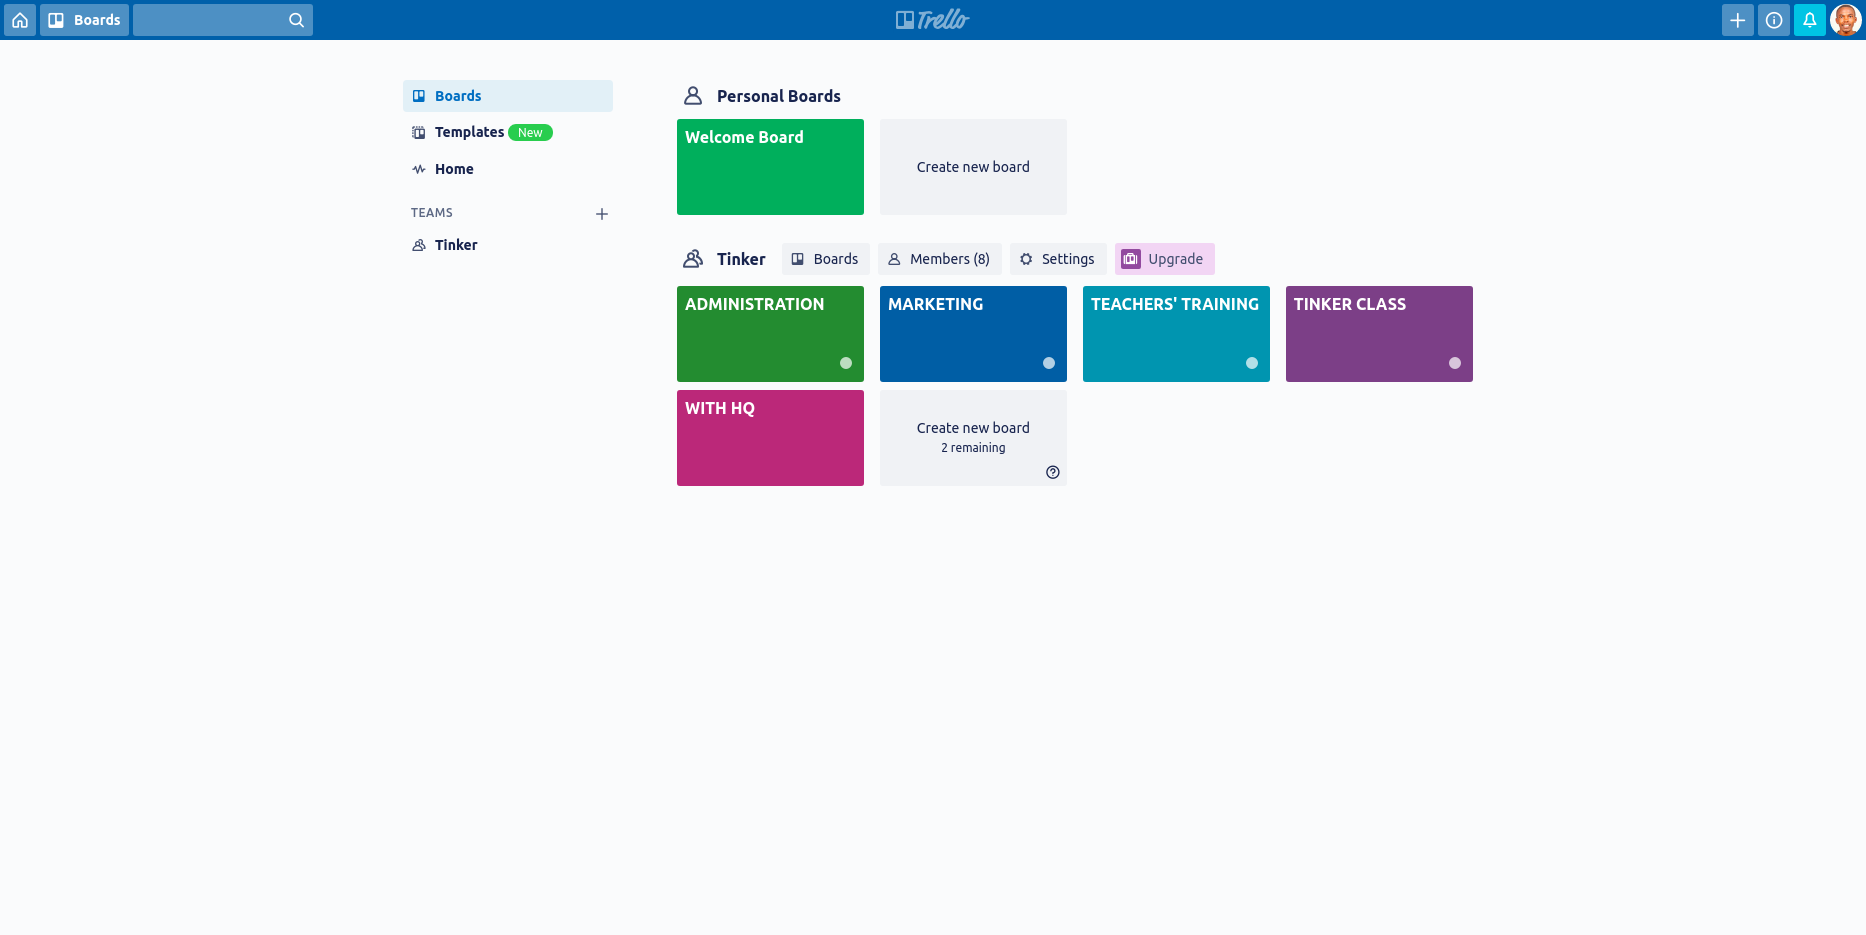 Boards
Trello
Boards
Templates New
Home
TEAMS
Tinker
Personal Boards
Welcome Board
Create new board
Tinker
Boards
Members (8)
Settings
Upgrade
ADMINISTRATION
MARKETING
TEACHERS' TRAINING
TINKER CLASS
WITH HQ
Create new board
2 remaining